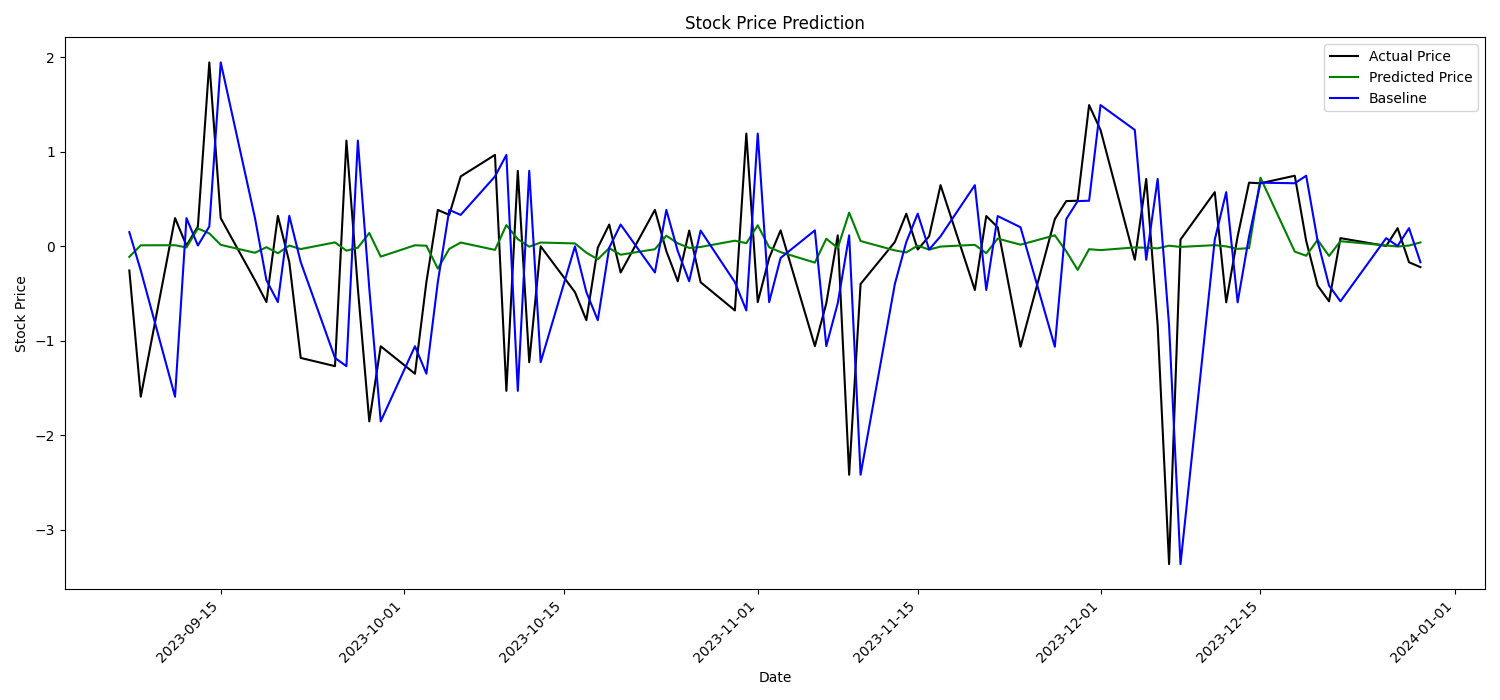 Stock Price Prediction
Actual Price
Predicted Price
Baseline
2
1
0
−1
−2
−3
Stock Price
2023-09-15
2023-10-01
2023-10-15
2023-11-01
2023-11-15
2023-12-01
2023-12-15
2024-01-01
Date